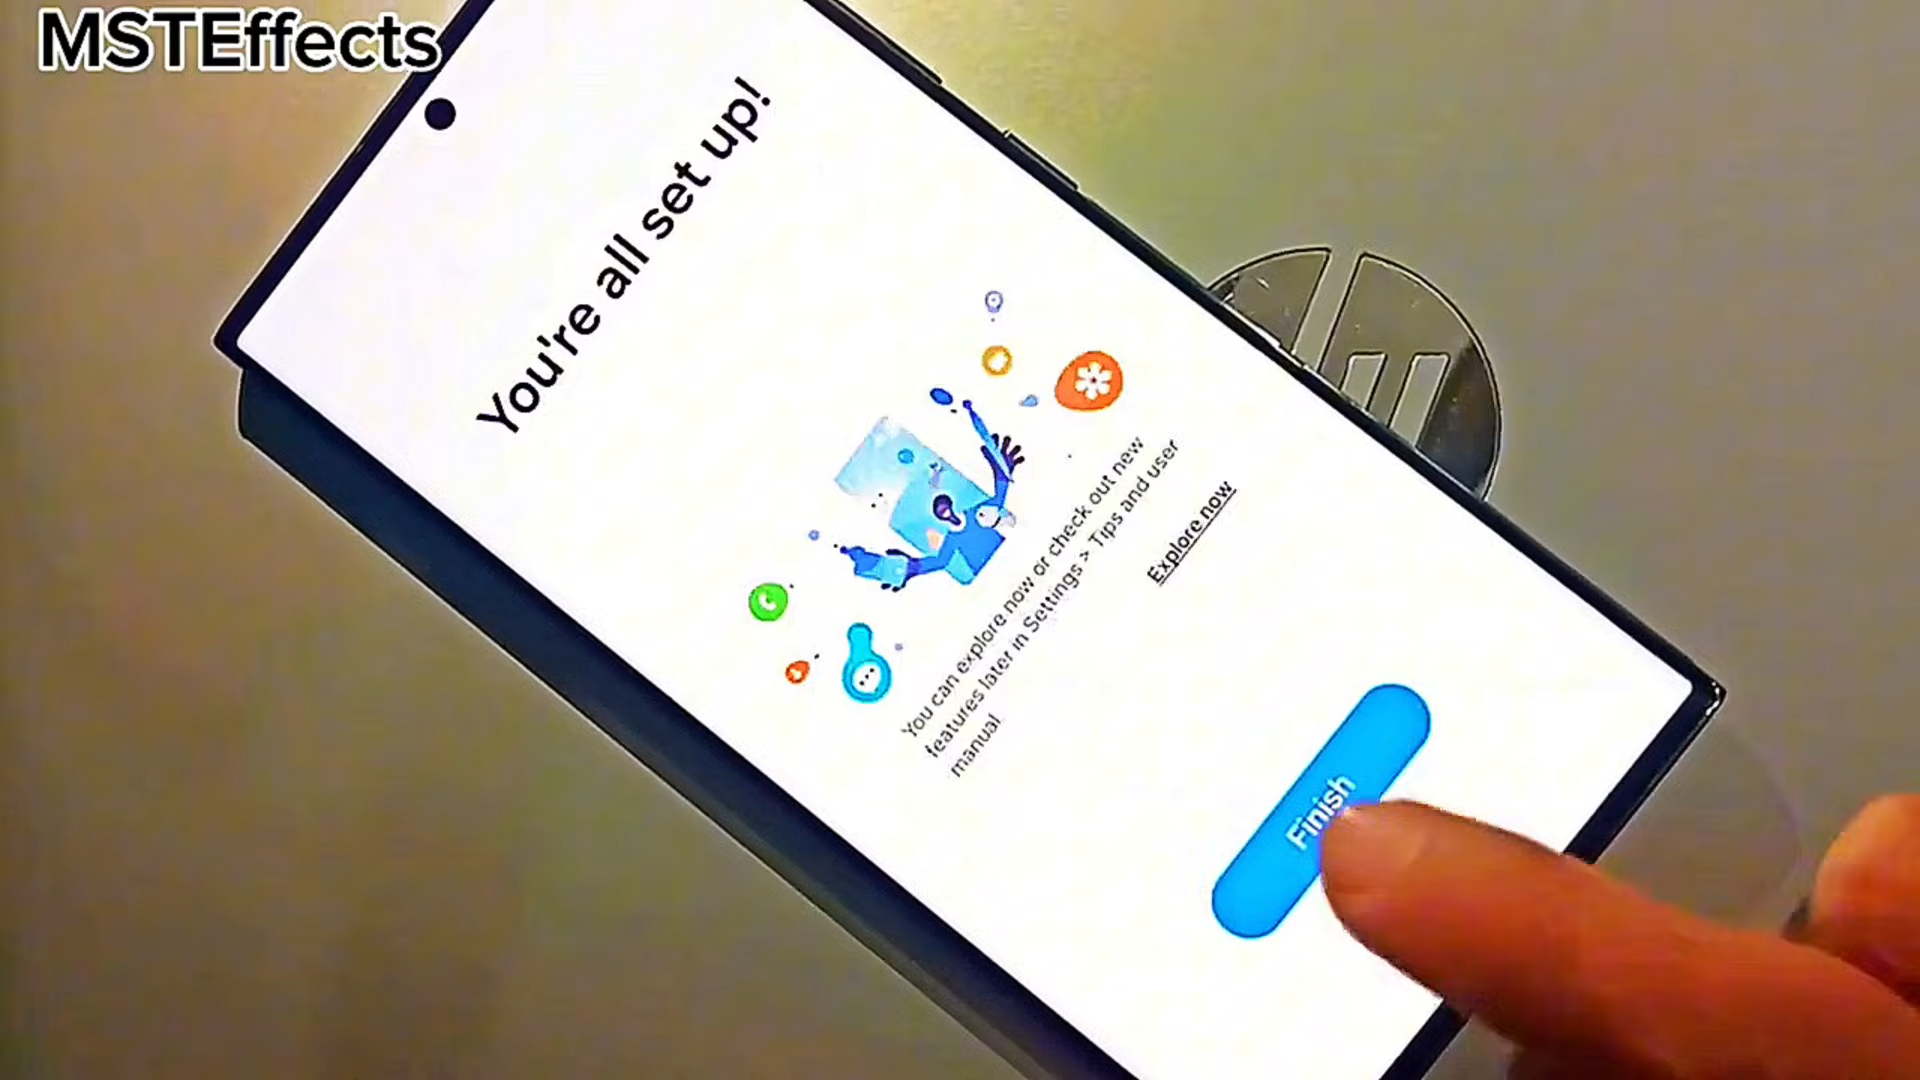 MSTEffects
You're all set up!
You can explore now or check out new
features later in Settings > Tips and user
manual
Explore now
Finish